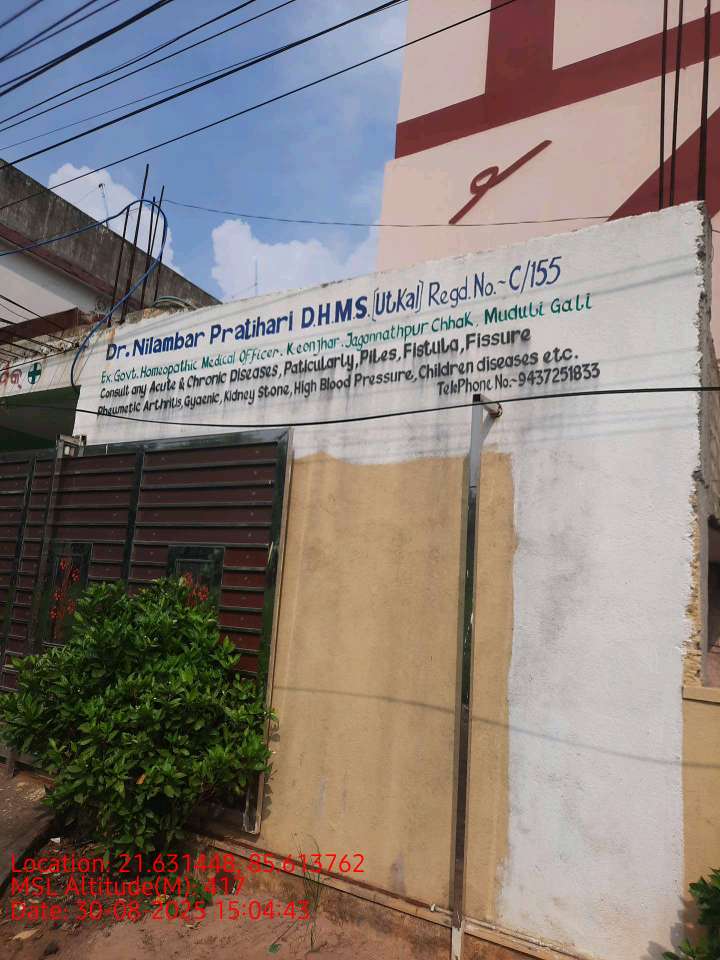 Dr. Nilambar Pratihari D.H.M.S. (Utkal) Regd. No.~ C/155
Ex. Govt. Homeopathic Medical OFFicer. Keonjhar. Jagonnathpur Chhak, Muduli Gali
Consult any Acute & Chronic Diseases, Paticularly, Piles, Fistula, Fissure
Rheumetic Arthritis, Gyaenic, Kidney Stone, High Blood Pressure, Children diseases etc.
TelePhone No:~ 9437251833
Location: 21.631448, 85.613762
MSL Altitude(M): 417
Date: 30-08-2025 15:04:43